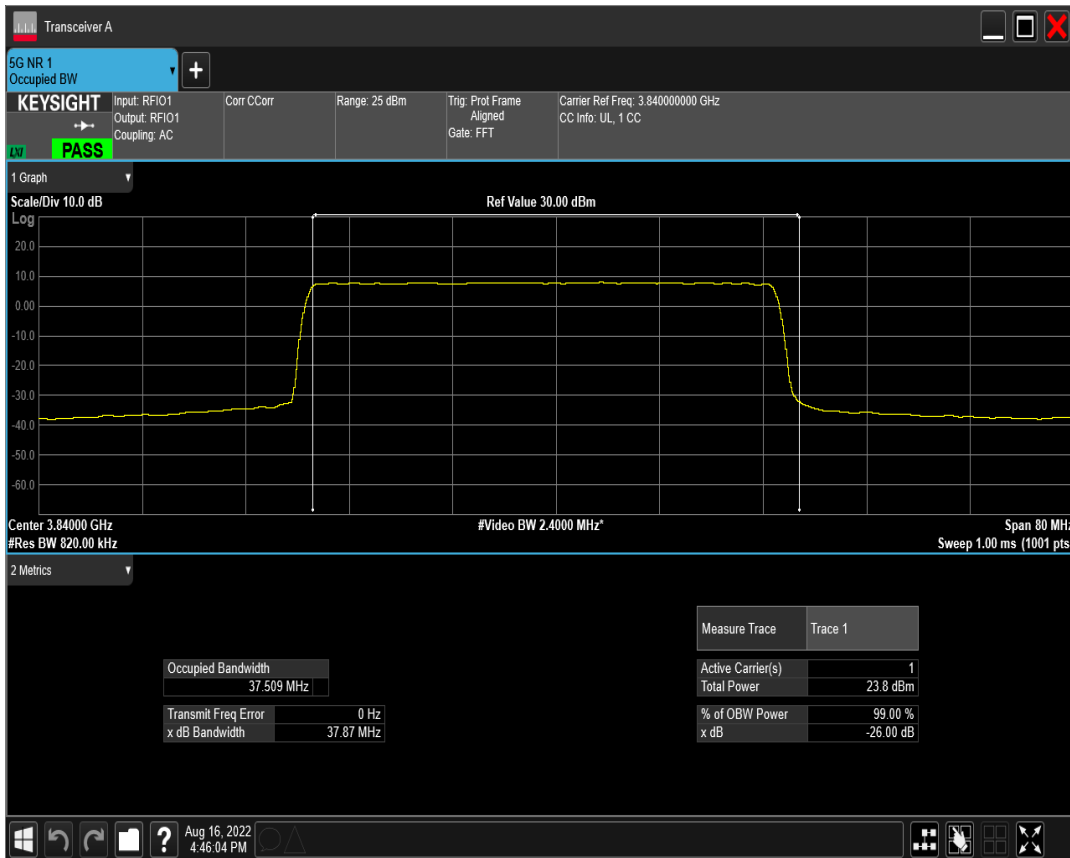 Transceiver A
5G NR 1
Occupied BW
KEYSIGHT
LXI
PASS
Input: RFIO1
Output: RFIO1
Coupling: AC
Corr CCorr
Range: 25 dBm
Trig: Prot Frame
Aligned
Gate: FFT
Carrier Ref Freq: 3.840000000 GHz
CC Info: UL, 1 CC
1 Graph
Scale/Div 10.0 dB
Ref Value 30.00 dBm
Log
20.0
10.0
0.00
-10.0
-20.0
-30.0
-40.0
-50.0
-60.0
Center 3.84000 GHz
#Video BW 2.4000 MHz*
Span 80 MHz
#Res BW 820.00 kHz
Sweep 1.00 ms (1001 pts
2 Metrics
Measure Trace Trace 1
Occupied Bandwidth
37.509 MHz
Active Carrier(s) 1
Total Power 23.8 dBm
Transmit Freq Error 0 Hz
x dB Bandwidth 37.87 MHz
% of OBW Power 99.00 %
x dB -26.00 dB
Aug 16, 2022
4:46:04 PM